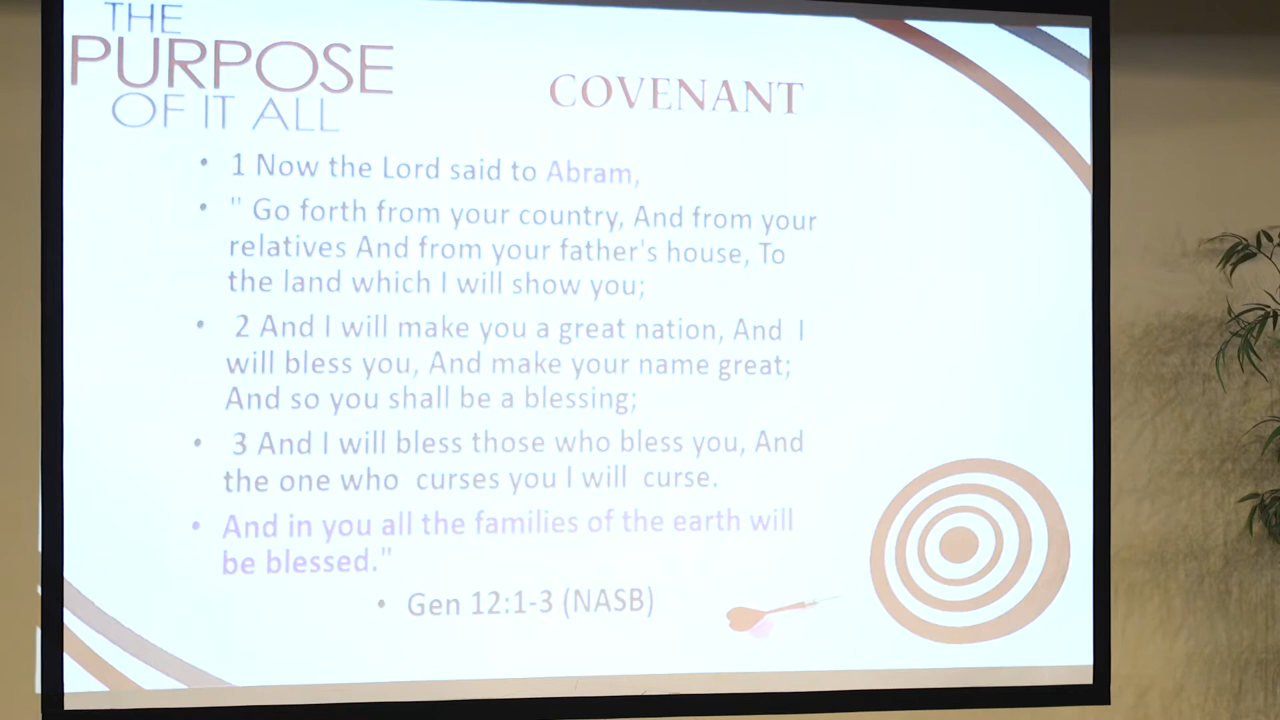 THE
PURPOSE
OF IT ALL
COVENANT
• 1 Now the Lord said to Abram,
• " Go forth from your country, And from your
relatives And from your father's house, To
the land which I will show you;
• 2 And I will make you a great nation, And I
will bless you, And make your name great;
And so you shall be a blessing;
• 3 And I will bless those who bless you, And
the one who curses you I will curse.
• And in you all the families of the earth will
be blessed."
• Gen 12:1-3 (NASB)